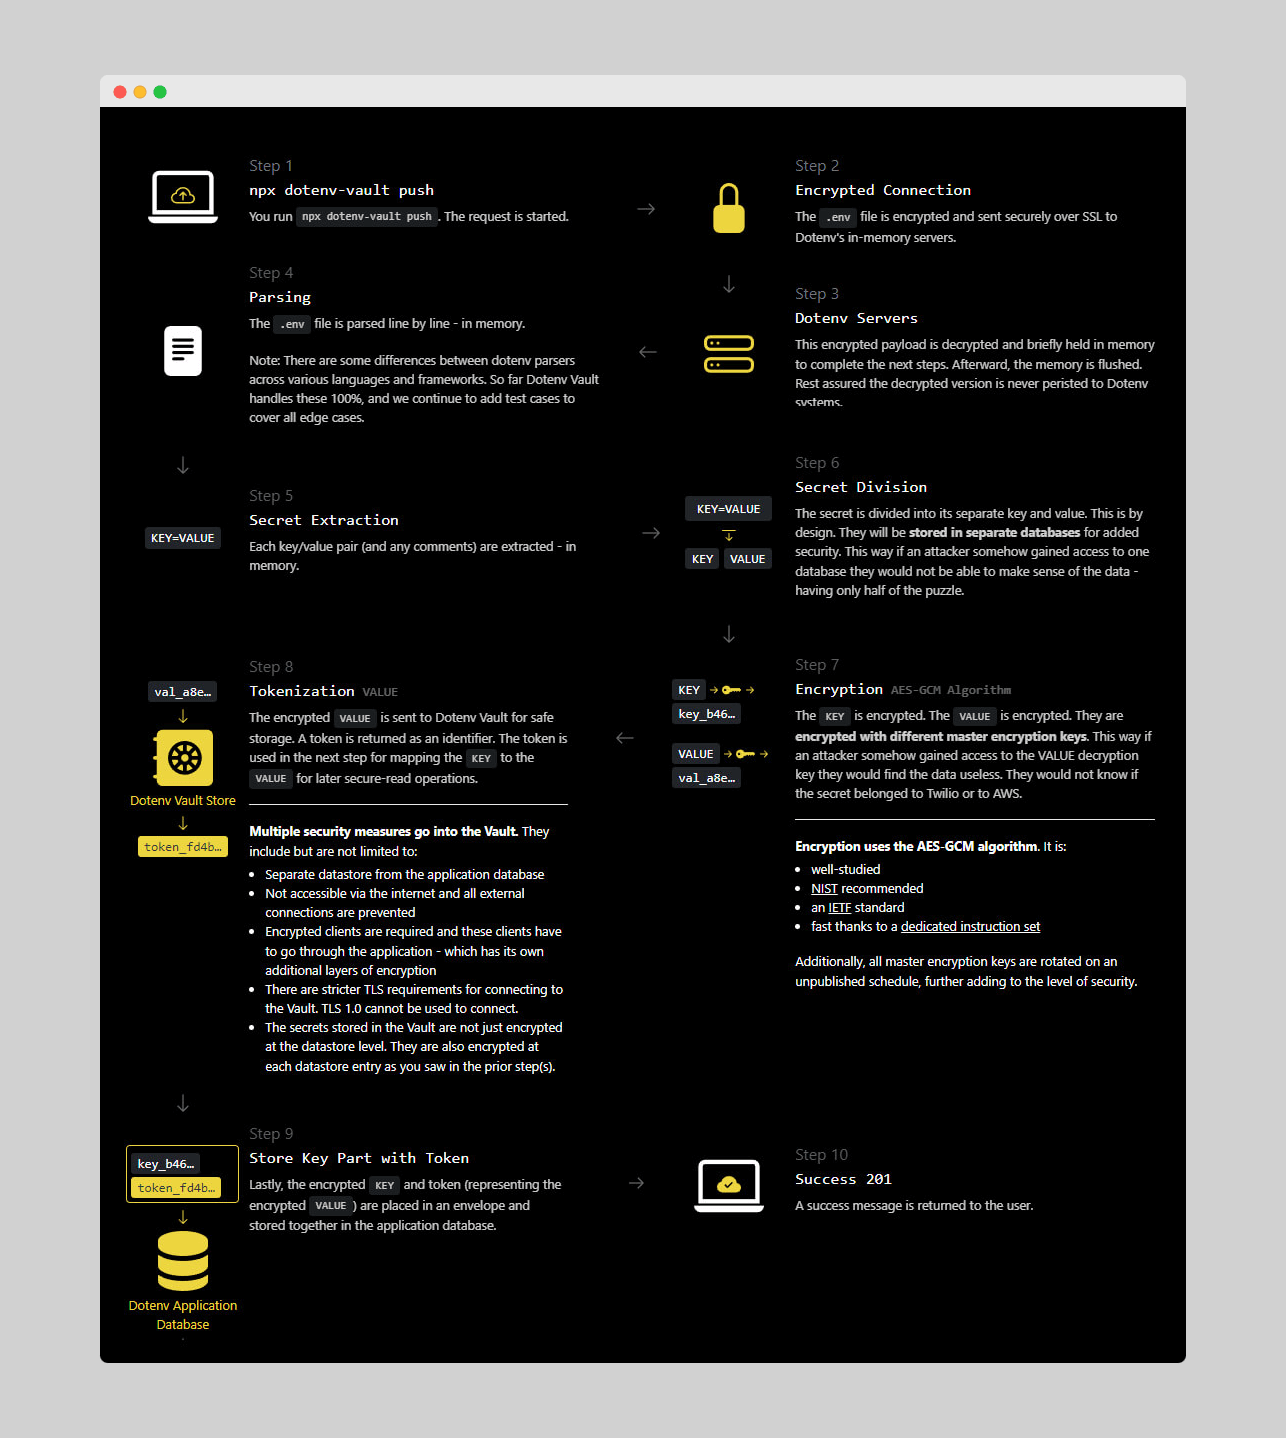 Step 1
npx dotenv-vault push
You run npx dotenv-vault push. The request is started.
Step 2
Encrypted Connection
The .env file is encrypted and sent securely over SSL to
Dotenv's in-memory servers.
Step 3
Dotenv Servers
This encrypted payload is decrypted and briefly held in memory
to complete the next steps. Afterward, the memory is flushed.
Rest assured the decrypted version is never peristed to Dotenv
systems.
Step 4
Parsing
The .env file is parsed line by line - in memory.
Note: There are some differences between dotenv parsers
across various languages and frameworks. So far Dotenv Vault
handles these 100%, and we continue to add test cases to
cover all edge cases.
Step 5
Secret Extraction
KEY=VALUE
Each key/value pair (and any comments) are extracted - in
memory.
Step 6
Secret Division
KEY=VALUE
KEY VALUE
The secret is divided into its separate key and value. This is by
design. They will be stored in separate databases for added
security. This way if an attacker somehow gained access to one
database they would not be able to make sense of the data -
having only half of the puzzle.
Step 7
Encryption AES-GCM Algorithm
KEY
key_b46…
VALUE
val_a8e…
The KEY is encrypted. The VALUE is encrypted. They are
encrypted with different master encryption keys. This way if
an attacker somehow gained access to the VALUE decryption
key they would find the data useless. They would not know if
the secret belonged to Twilio or to AWS.
Encryption uses the AES-GCM algorithm. It is:
• well-studied
• NIST recommended
• an IETF standard
• fast thanks to a dedicated instruction set
Additionally, all master encryption keys are rotated on an
unpublished schedule, further adding to the level of security.
Step 8
Tokenization VALUE
val_a8e…
Dotenv Vault Store
token_fd4b…
The encrypted VALUE is sent to Dotenv Vault for safe
storage. A token is returned as an identifier. The token is
used in the next step for mapping the KEY to the
VALUE for later secure-read operations.
Multiple security measures go into the Vault. They
include but are not limited to:
• Separate datastore from the application database
• Not accessible via the internet and all external
connections are prevented
• Encrypted clients are required and these clients have
to go through the application - which has its own
additional layers of encryption
• There are stricter TLS requirements for connecting to
the Vault. TLS 1.0 cannot be used to connect.
• The secrets stored in the Vault are not just encrypted
at the datastore level. They are also encrypted at
each datastore entry as you saw in the prior step(s).
Step 9
Store Key Part with Token
key_b46…
token_fd4b…
Dotenv Application
Database
Lastly, the encrypted KEY and token (representing the
encrypted VALUE) are placed in an envelope and
stored together in the application database.
Step 10
Success 201
A success message is returned to the user.